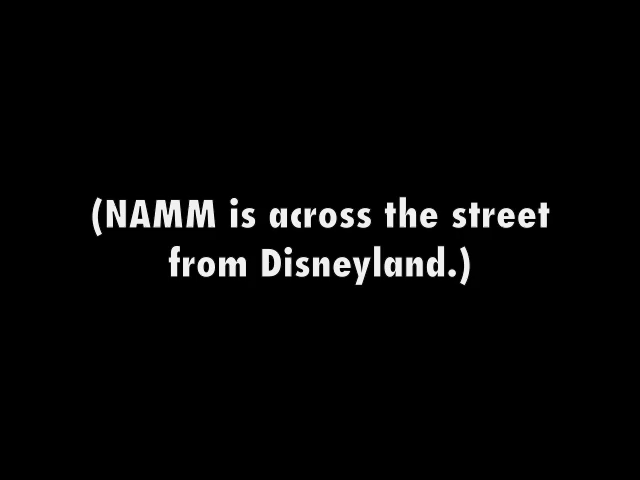 (NAMM is across the street
from Disneyland.)